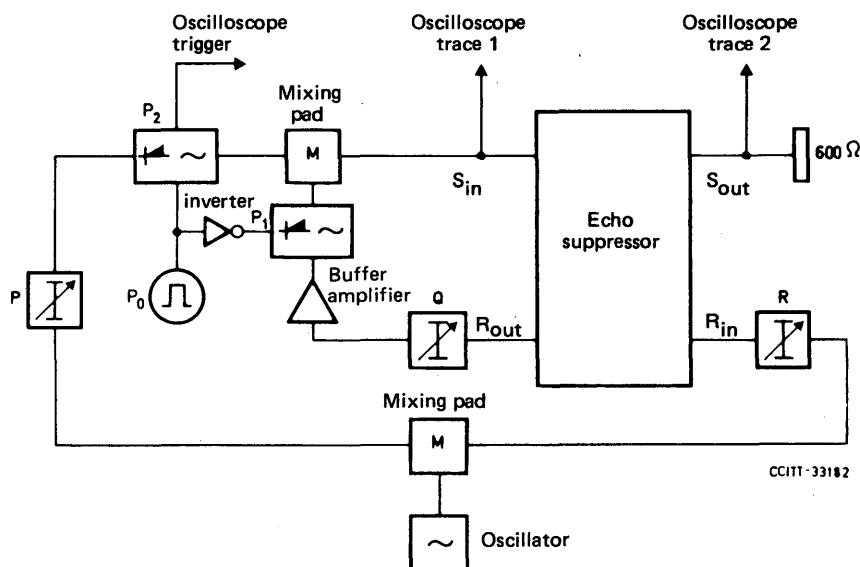 Oscilloscope
trigger
Oscilloscope
trace 1
Oscilloscope
trace 2
P2
Mixing
pad
M
600 Ω
Sin
Sout
inverter
P1
Echo
suppressor
P
P0
Buffer
amplifier
Q
Rout
Rin
R
Mixing pad
M
CCITT-33182
Oscillator